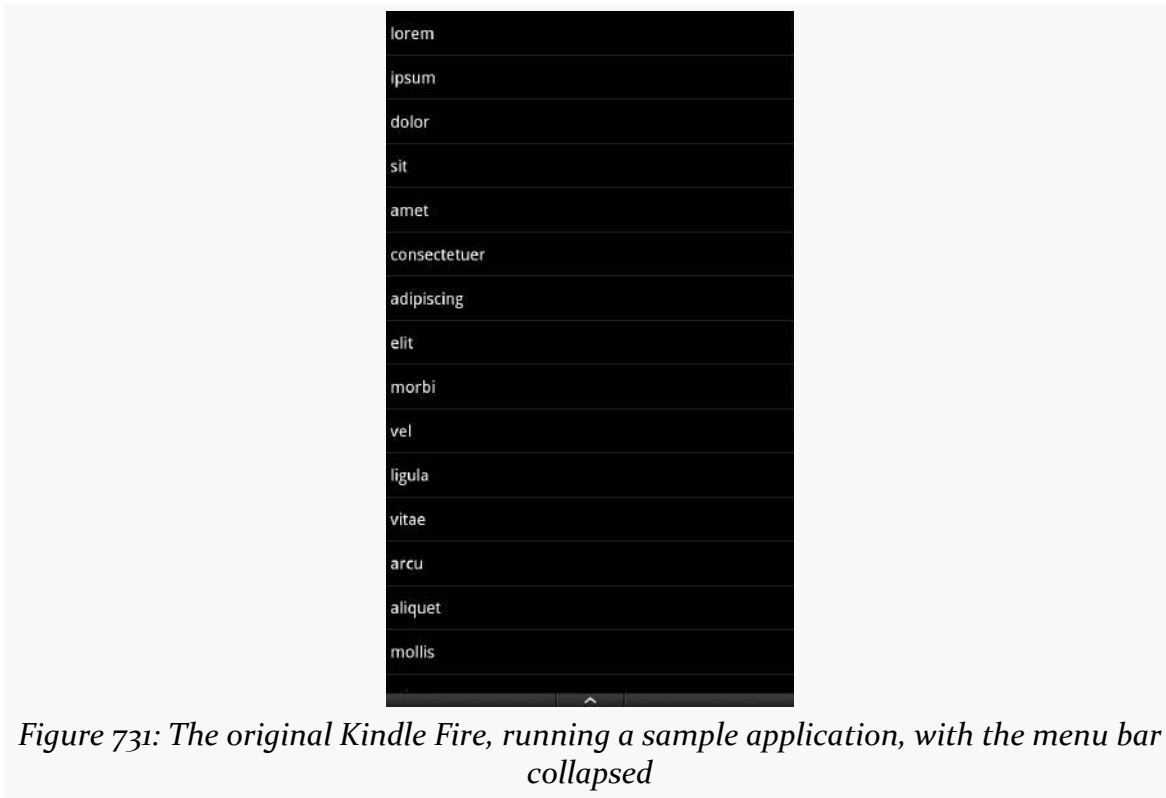 lorem
ipsum
dolor
sit
amet
consectetuer
adipiscing
elit
morbi
vel
ligula
vitae
arcu
aliquet
mollis
Figure 731: The original Kindle Fire, running a sample application, with the menu bar
collapsed